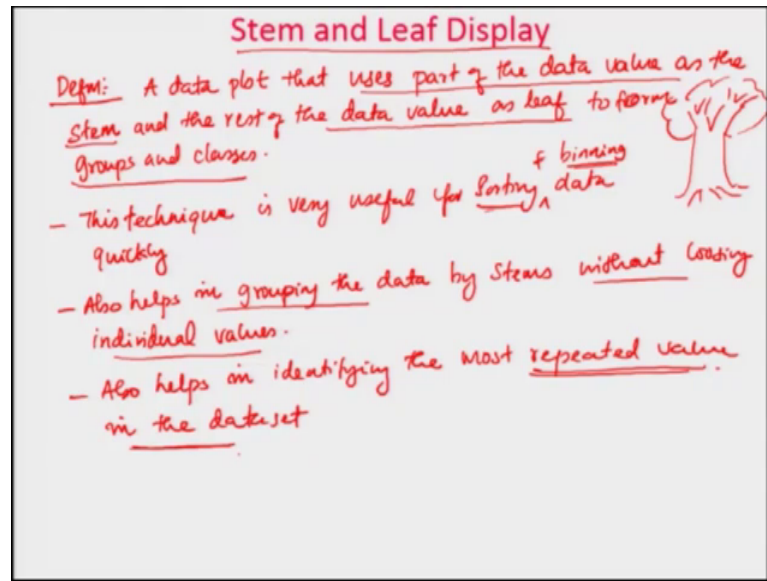 Stem and Leaf Display
Defn: A data plot that uses part of the data value as the
stem and the rest of the data value as leaf to form
groups and classes.
& binning
- This technique is very useful for Sorting ^ data
quickly
- Also helps in grouping the data by stems without loosing
individual values.
- Also helps in identifying the most repeated value
in the dataset